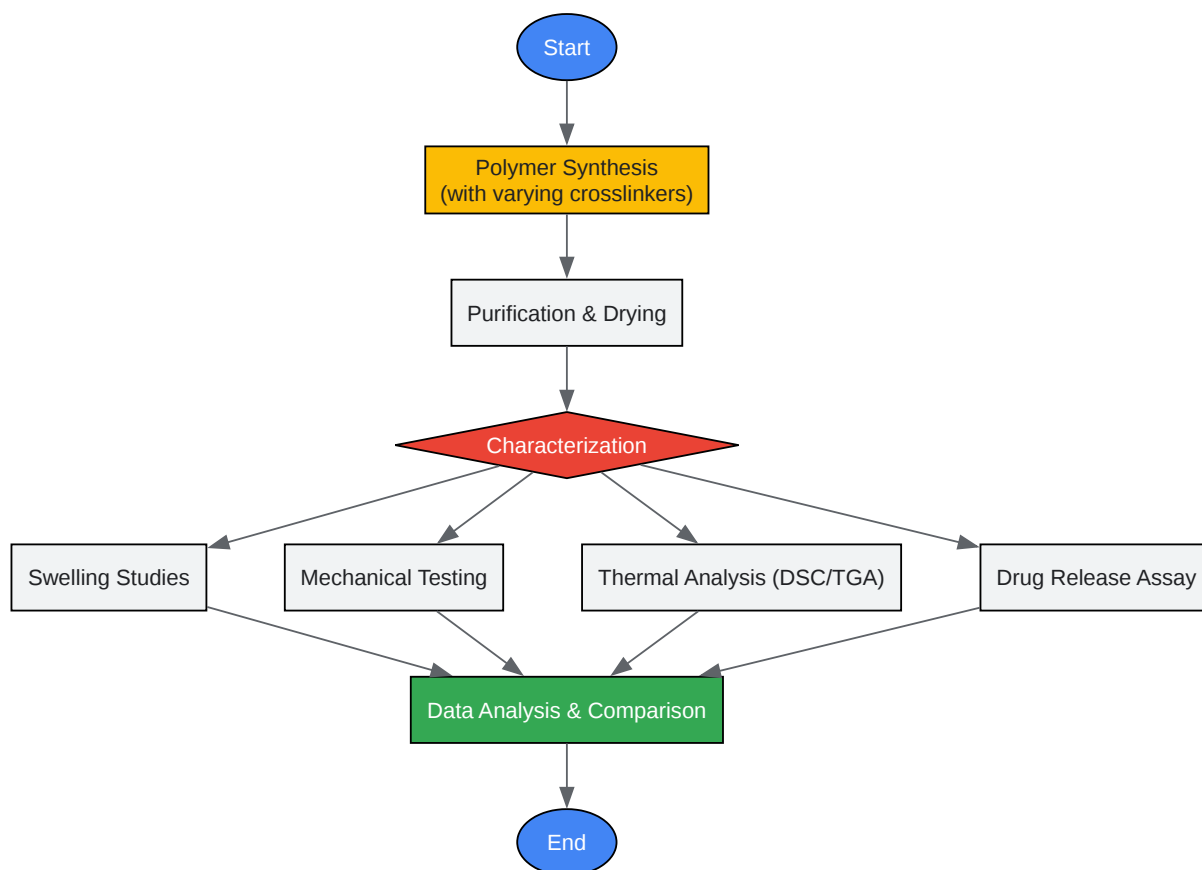 Start
Polymer Synthesis
(with varying crosslinkers)
Purification & Drying
Characterization
Swelling Studies
Mechanical Testing
Thermal Analysis (DSC/TGA)
Drug Release Assay
Data Analysis & Comparison
End